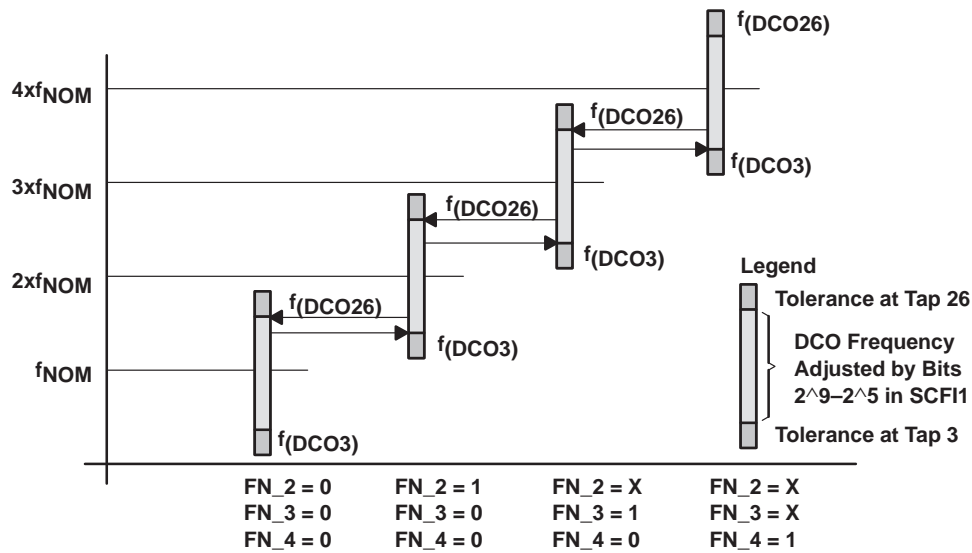 f(DCO26)
4xfNOM
f(DCO26)
f(DCO3)
3xfNOM
f(DCO26)
f(DCO3)
2xfNOM
f(DCO26)
f(DCO3)
fNOM
f(DCO3)
Legend
Tolerance at Tap 26
DCO Frequency
Adjusted by Bits
2^9–2^5 in SCFI1
Tolerance at Tap 3
FN_2 = 0 FN_2 = 1 FN_2 = X FN_2 = X
FN_3 = 0 FN_3 = 0 FN_3 = 1 FN_3 = X
FN_4 = 0 FN_4 = 0 FN_4 = 0 FN_4 = 1